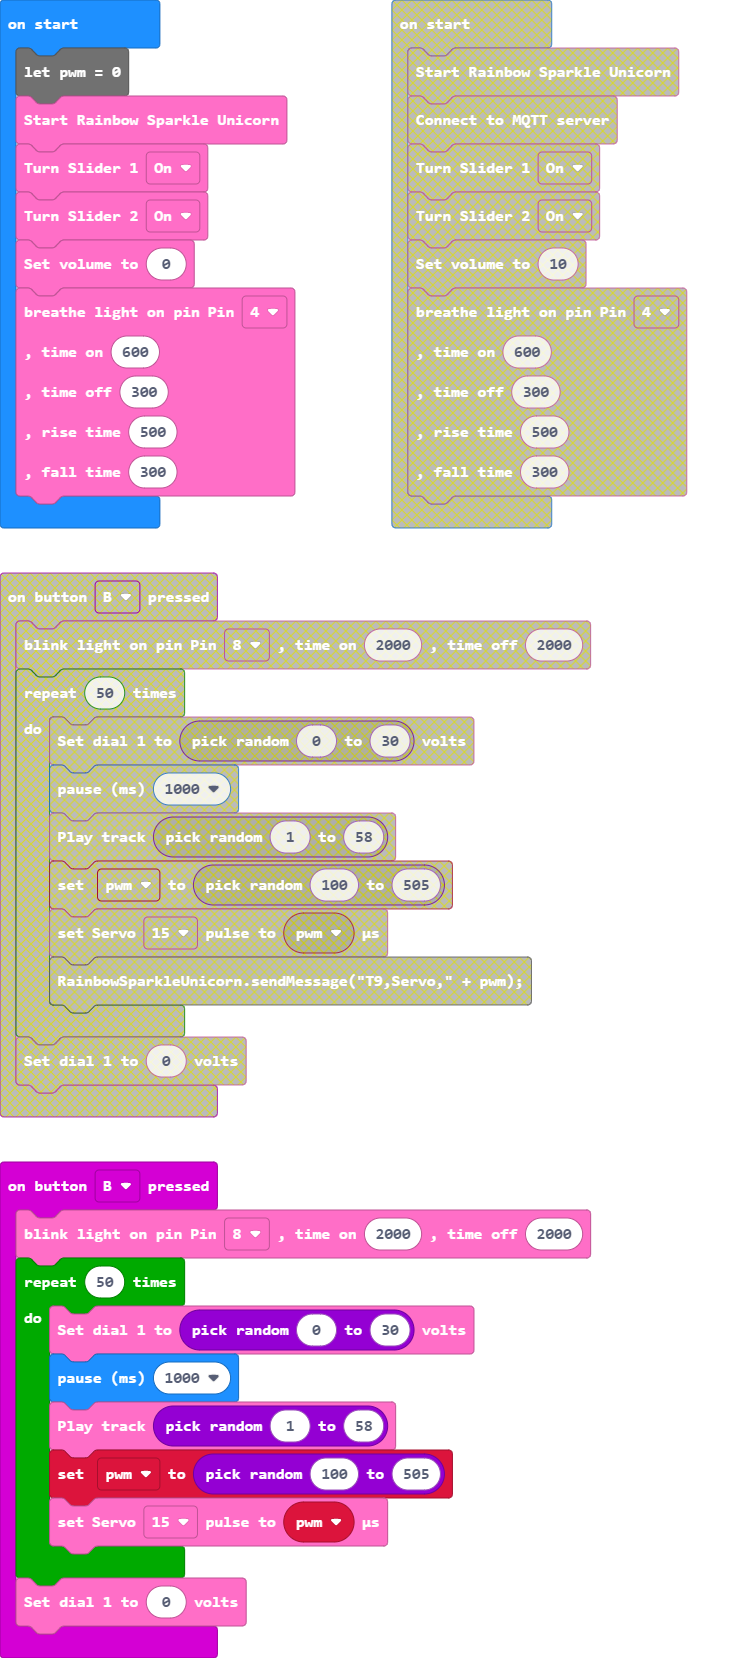 on start
let pwm = 0
Start Rainbow Sparkle Unicorn
Turn Slider 1 On
Turn Slider 2 On
Set volume to 0
breathe light on pin Pin 4
, time on 600
, time off 300
, rise time 500
, fall time 300
on start
Start Rainbow Sparkle Unicorn
Connect to MQTT server
Turn Slider 1 On
Turn Slider 2 On
Set volume to 10
breathe light on pin Pin 4
, time on 600
, time off 300
, rise time 500
, fall time 300
on button B pressed
blink light on pin Pin 8 , time on 2000 , time off 2000
repeat 50 times
do
Set dial 1 to pick random 0 to 30 volts
pause (ms) 1000
Play track pick random 1 to 58
set pwm to pick random 100 to 505
set Servo 15 pulse to pwm µs
RainbowSparkleUnicorn.sendMessage("T9,Servo," + pwm);
Set dial 1 to 0 volts
on button B pressed
blink light on pin Pin 8 , time on 2000 , time off 2000
repeat 50 times
do
Set dial 1 to pick random 0 to 30 volts
pause (ms) 1000
Play track pick random 1 to 58
set pwm to pick random 100 to 505
set Servo 15 pulse to pwm µs
Set dial 1 to 0 volts